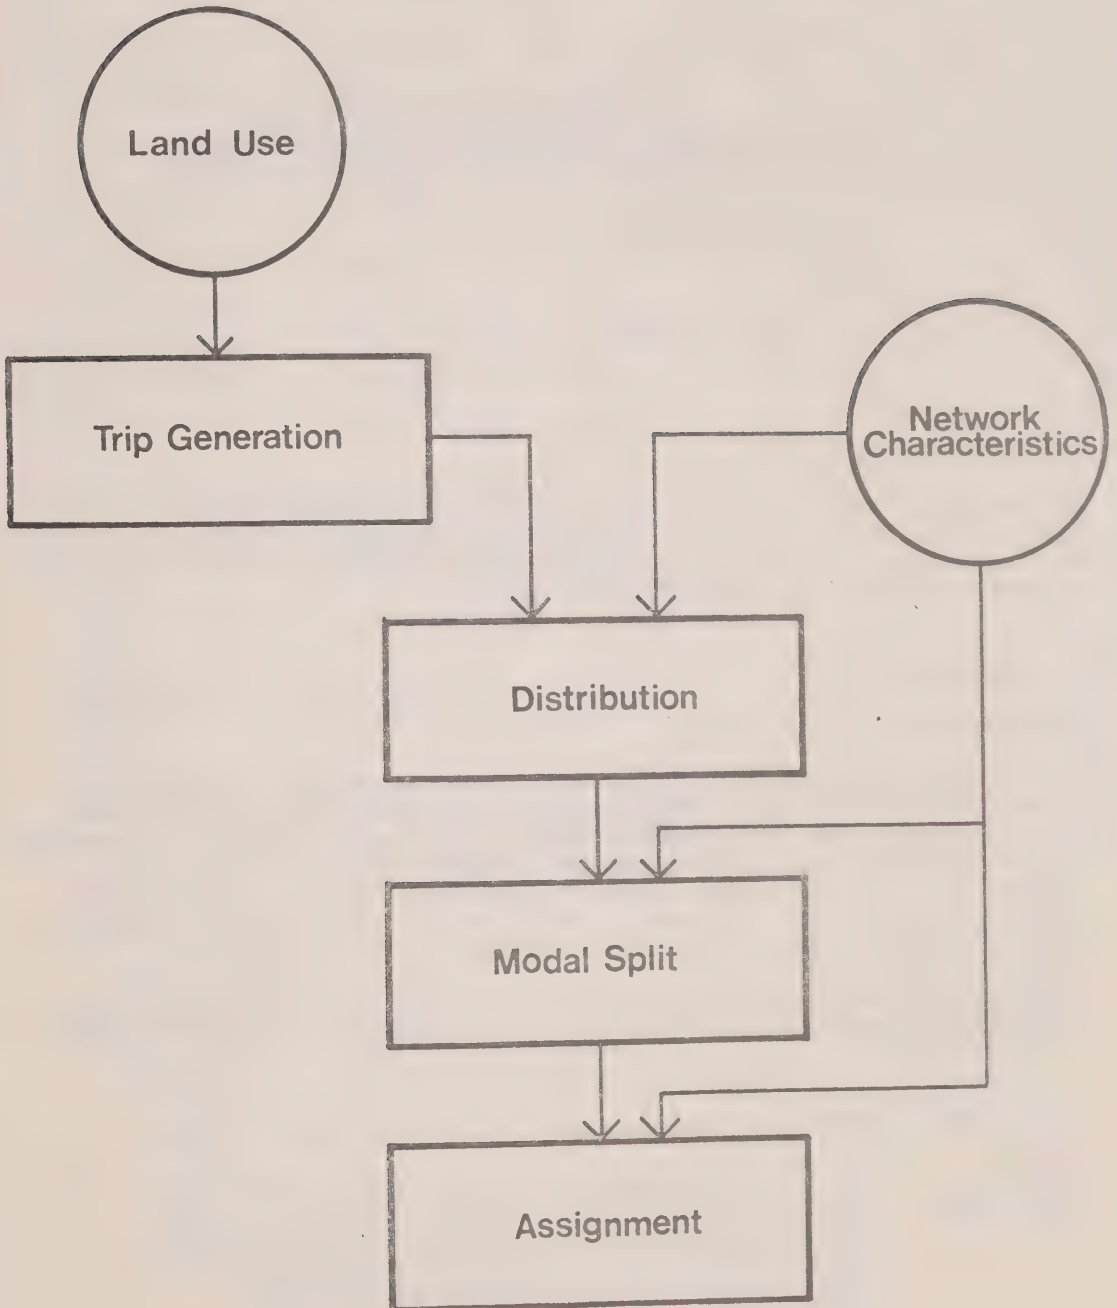 Land Use
Trip Generation
Network
Characteristics
Distribution
Modal Split
Assignment